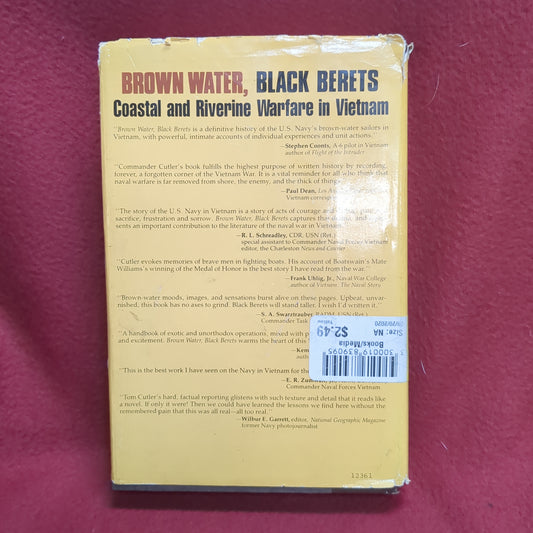 BROWN WATER, BLACK BERETS
Coastal and Riverine Warfare in Vietnam
"Brown Water, Black Berets is a definitive history of the U.S. Navy's brown-water sailors in
Vietnam, with powerful, intimate accounts of individual experiences and unit actions."
—Stephen Coonts, A-6 pilot in Vietnam
author of Flight of the Intruder
"Commander Cutler's book fulfills the highest purpose of written history by recording,
forever, a forgotten corner of the Vietnam War. It is a vital reminder for all who think that
naval warfare is far removed from shore, the enemy, and the thick of things."
—Paul Dean, Los
Vietnam
"The story of the U.S. Navy in Vietnam is a story of acts of courage and
sacrifice, frustration and sorrow. Brown Water, Black Berets captures
sents an important contribution to the literature of the naval war in Vietnam."
—R. L. Schreadley, CDR, USN (Ret.)
special assistant to Commander Naval Forces Vietnam
editor, the Charleston News and Courier
"Cutler evokes memories of brave men in fighting boats. His account of Boatswain's Mate
Williams's winning of the Medal of Honor is the best story I have read from the war."
—Frank Uhlig, Jr., Naval War College
author of Vietnam: The Naval Story
"Brown-water moods, images, and sensations burst alive on these pages. Upbeat, unvar-
nished; this book has no axes to grind. Black Berets will stand taller. I wish I'd written it."
—S. A. Swarztrauber, RADM, USN (Ret.)
Commander Task
"A handbook of exotic and unorthodox operations, mixed with
and excitement. Brown Water, Black Berets warms the heart of this
"This is the best work I have seen on the Navy in Vietnam for the
—E. R.
Commander Naval Forces Vietnam
"Tom Cutler's hard, factual reporting glistens with such texture and detail that it reads like
a novel. If only it were! Then we could have learned the lessons we find here without the
remembered pain that this was all real—all too real."
—Wilbur E. Garrett, editor, National Geographic Magazine
former Navy photojournalist
12361
Books/Media
Size: NA
$2.49
3 300019 839095